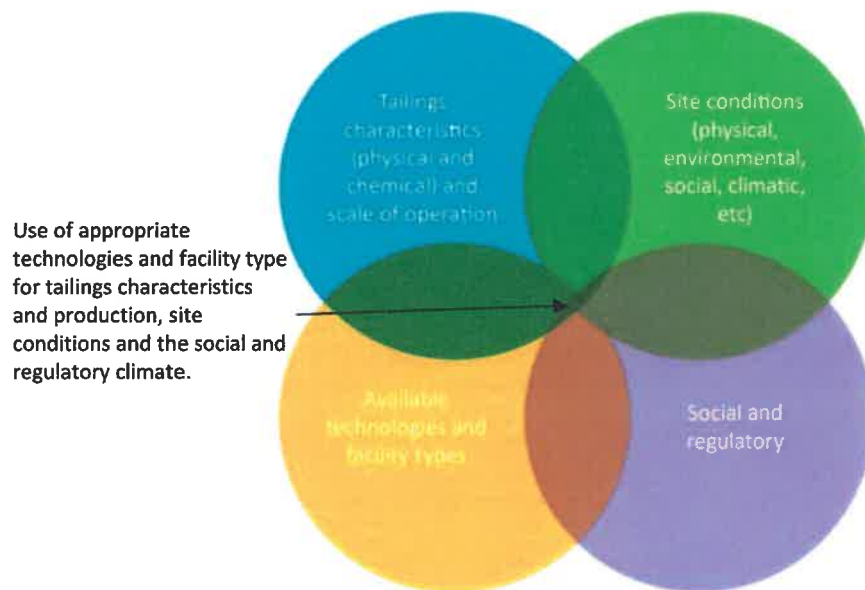 Tailings
characteristics
(physical and
chemical) and
scale of operation
Site conditions
(physical,
environmental,
social, climatic,
etc)
Use of appropriate
technologies and facility type
for tailings characteristics
and production, site
conditions and the social and
regulatory climate.
Available
technologies and
facility types
Social and
regulatory